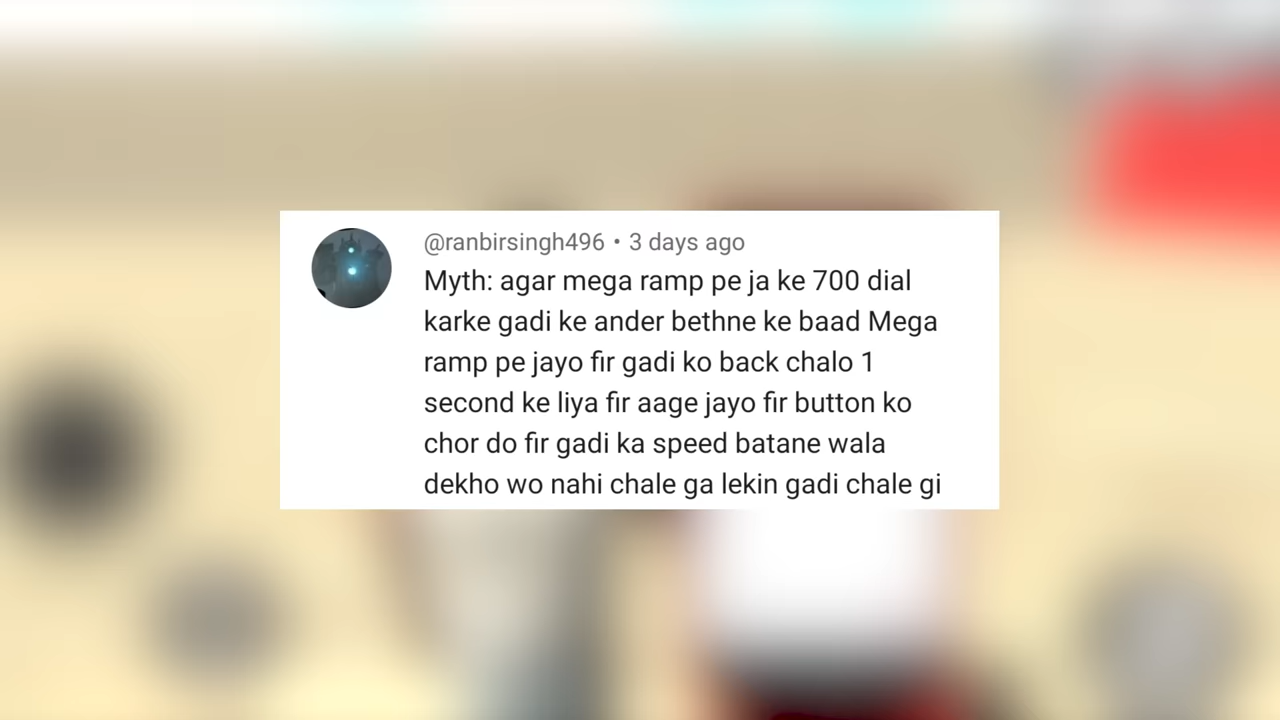 @ranbirsingh496 • 3 days ago
Myth: agar mega ramp pe ja ke 700 dial
karke gadi ke ander bethne ke baad Mega
ramp pe jayo fir gadi ko back chalo 1
second ke liya fir aage jayo fir button ko
chor do fir gadi ka speed batane wala
dekho wo nahi chale ga lekin gadi chale gi